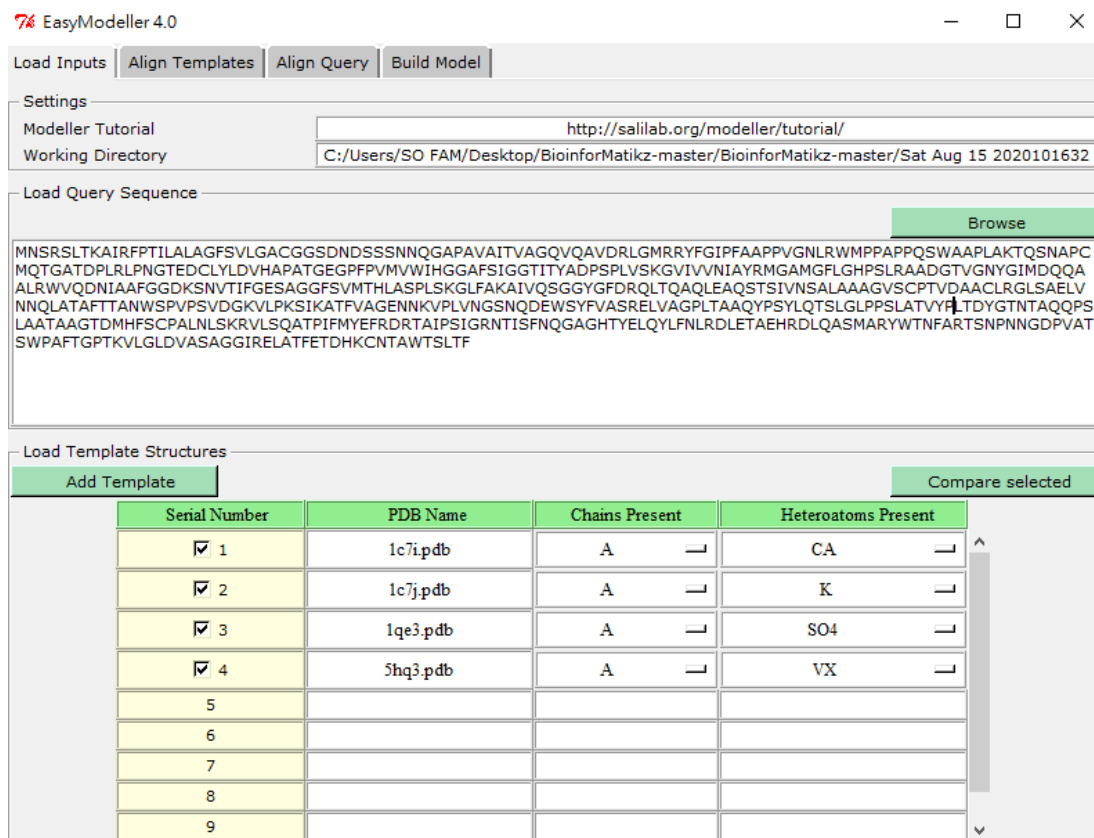 EasyModeller 4.0
Load Inputs Align Templates Align Query Build Model
Settings
Modeller Tutorial http://salilab.org/modeller/tutorial/
Working Directory C:/Users/SO FAM/Desktop/BioinforMatikz-master/BioinforMatikz-master/Sat Aug 15 2020101632
Load Query Sequence
Browse
MNSRSLTKAIRFPTILALAGFSVLGACGGSDNDSSSNNQGAPAVAITVAGQVQAVDRLGMRRYFGIPFAAPPVGNLRWMPPAPPQSWAAPLAKTQSNAPC
MQTGATDPLRLPNGTEDCLYLDVHAPATGEGPFPVMVWIHGGAFSIGGTITYADPSPLVSKGVIVVNIAYRMGAMGFLGHPSLRAADGTVGNYGIMDQQA
ALRWVQDNIAAFGGDKSNVTIFGESAGGFSVMTHLASPLSKGLFAKAIVQSGGYGFDRQLTQAQLEAQSTSIVNSALAAAGVSCPTVDAACLRGLSAELV
NNQLATAFTTANWSPVPSVDGKVLPKSIKATFVAGENNKVPLVNGSNQDEWSYFVASRELVAGPLTAAQYPSYLQTSLGLPPSLATVYPLTDYGTNTAQQPS
LAATAAGTDMHFSCPALNLSKRVLSQATPIFMYEFRDRTAIPSIGRNTISFNQGAGHTYELQYLFNLRDLETAEHRDLQASMARYWTNFARTSNPNNGDPVAT
SWPAFTGPTKVLGLDVASAGGIRELATFETDHKCNTAWTSLTF
Load Template Structures
Add Template Compare selected
Serial Number PDB Name Chains Present Heteroatoms Present
1 1c7i.pdb A CA
2 1c7j.pdb A K
3 1qe3.pdb A SO4
4 5hq3.pdb A VX
5
6
7
8
9